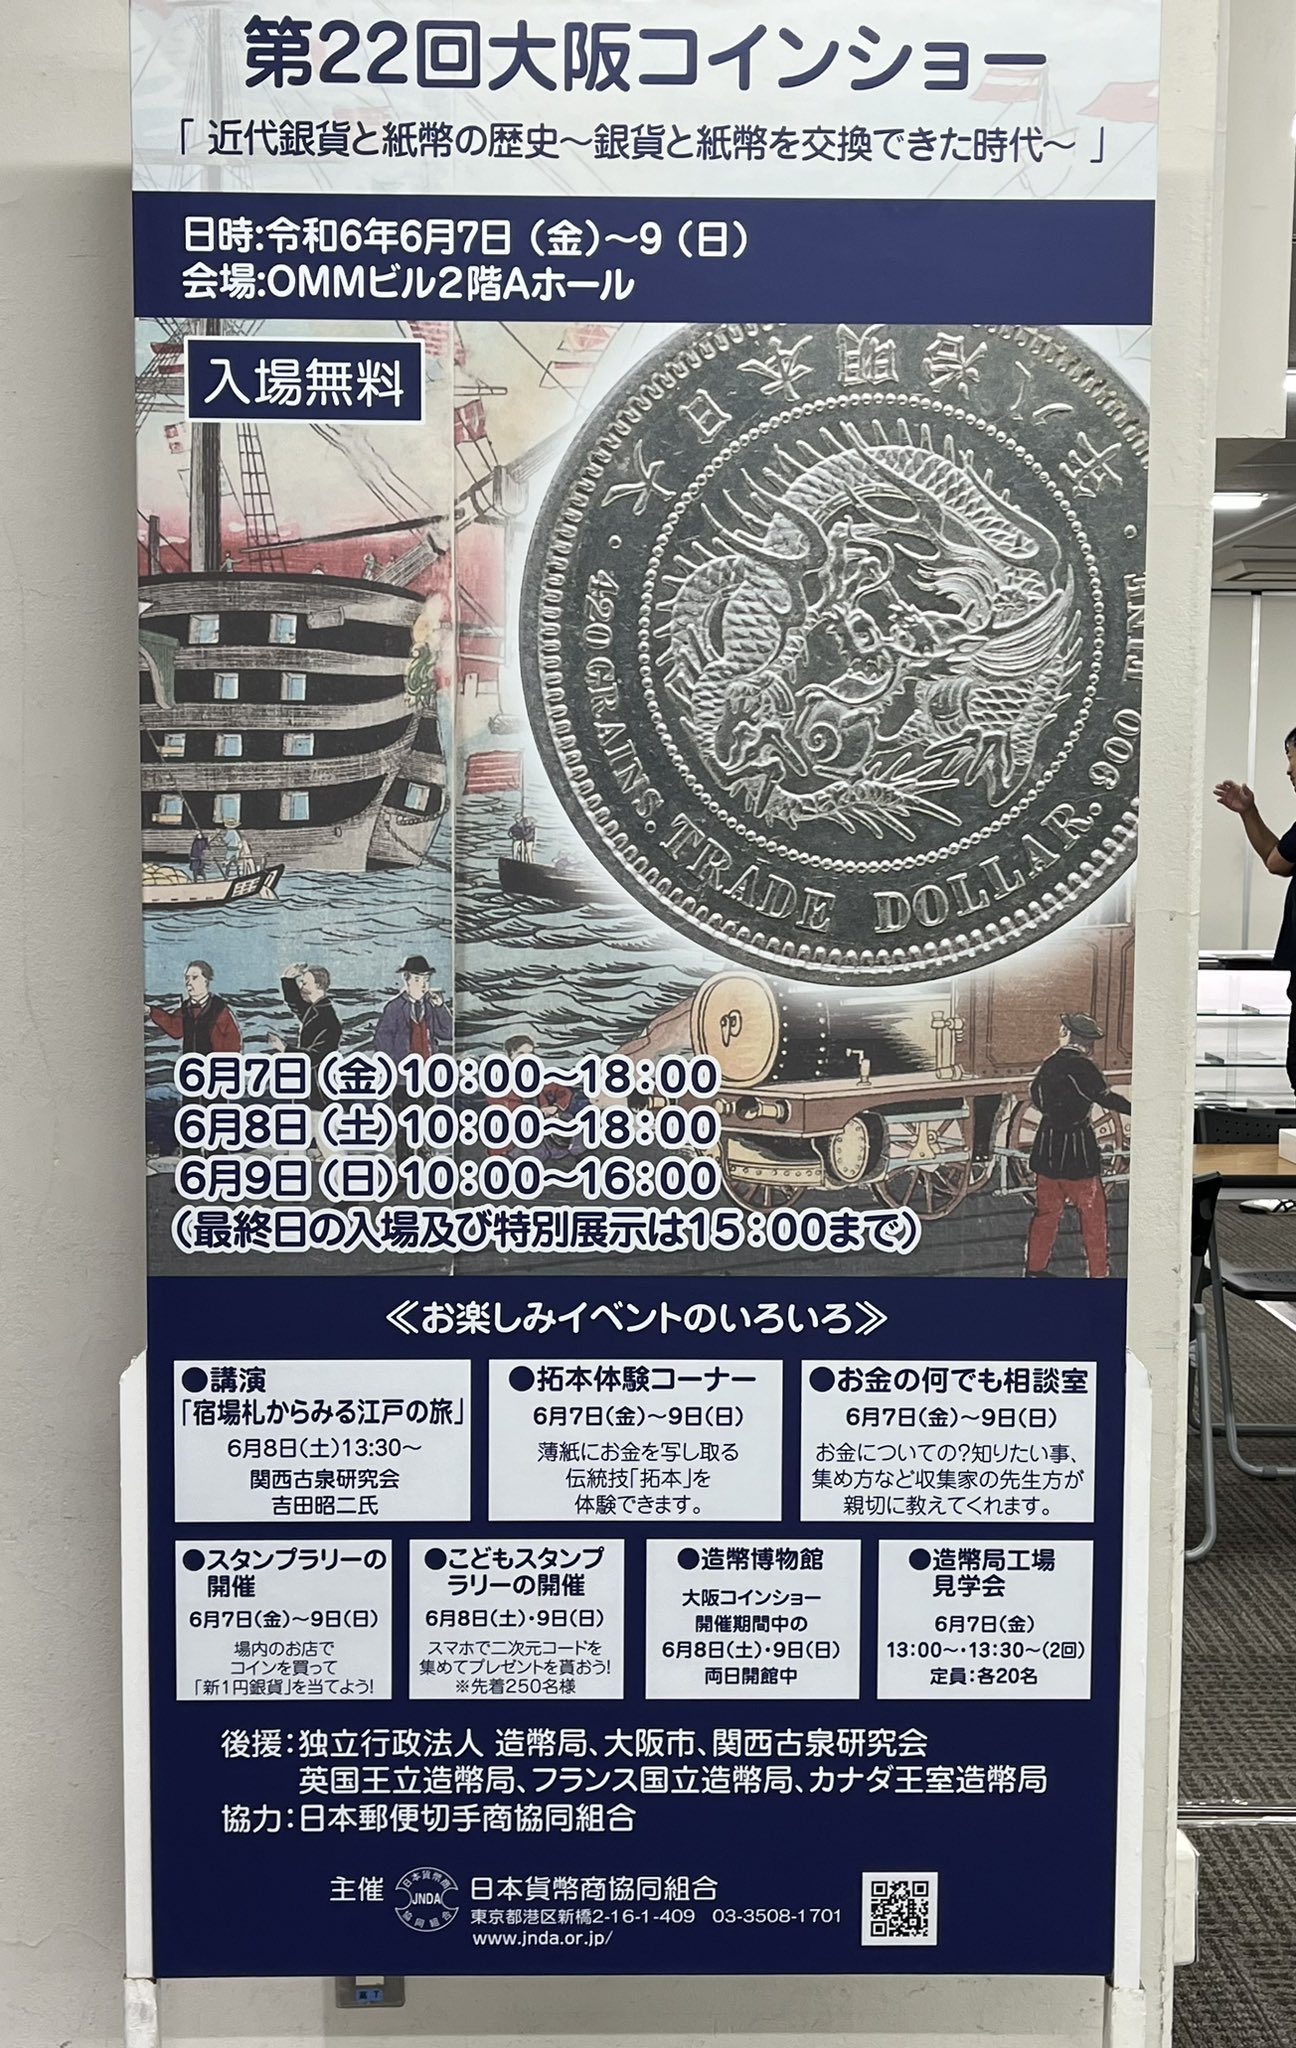 第22回大阪コインショー
「 近代銀貨と紙幣の歴史～銀貨と紙幣を交換できた時代～ 」
日時:令和6年6月7日（金）～9（日）
会場:OMMビル2階Aホール
入場無料
大日本明治八年
420 GRAINS. TRADE DOLLAR. 900 FINE.
6月7日（金）10：00～18：00
6月8日（土）10：00～18：00
6月9日（日）10：00～16：00
（最終日の入場及び特別展示は15：00まで）
≪お楽しみイベントのいろいろ≫
●講演
「宿場札からみる江戸の旅」
6月8日（土）13:30～
関西古泉研究会
吉田昭二氏
●拓本体験コーナー
6月7日（金）～9日（日）
薄紙にお金を写し取る
伝統技「拓本」を
体験できます。
●お金の何でも相談室
6月7日（金）～9日（日）
お金についての？知りたい事、
集め方など収集家の先生方が
親切に教えてくれます。
●スタンプラリーの
開催
6月7日（金）～9日（日）
場内のお店で
コインを買って
「新1円銀貨」を当てよう！
●こどもスタンプ
ラリーの開催
6月8日（土）・9日（日）
スマホで二次元コードを
集めてプレゼントを貰おう！
※先着250名様
●造幣博物館
大阪コインショー
開催期間中の
6月8日（土）・9日（日）
両日開館中
●造幣局工場
見学会
6月7日（金）
13:00～・13:30～（2回）
定員：各20名
後援：独立行政法人 造幣局、大阪市、関西古泉研究会
英国王立造幣局、フランス国立造幣局、カナダ王室造幣局
協力：日本郵便切手商協同組合
主催
日本貨幣商
JNDA
協同組合
日本貨幣商協同組合
東京都港区新橋2-16-1-409 03-3508-1701
www.jnda.or.jp/